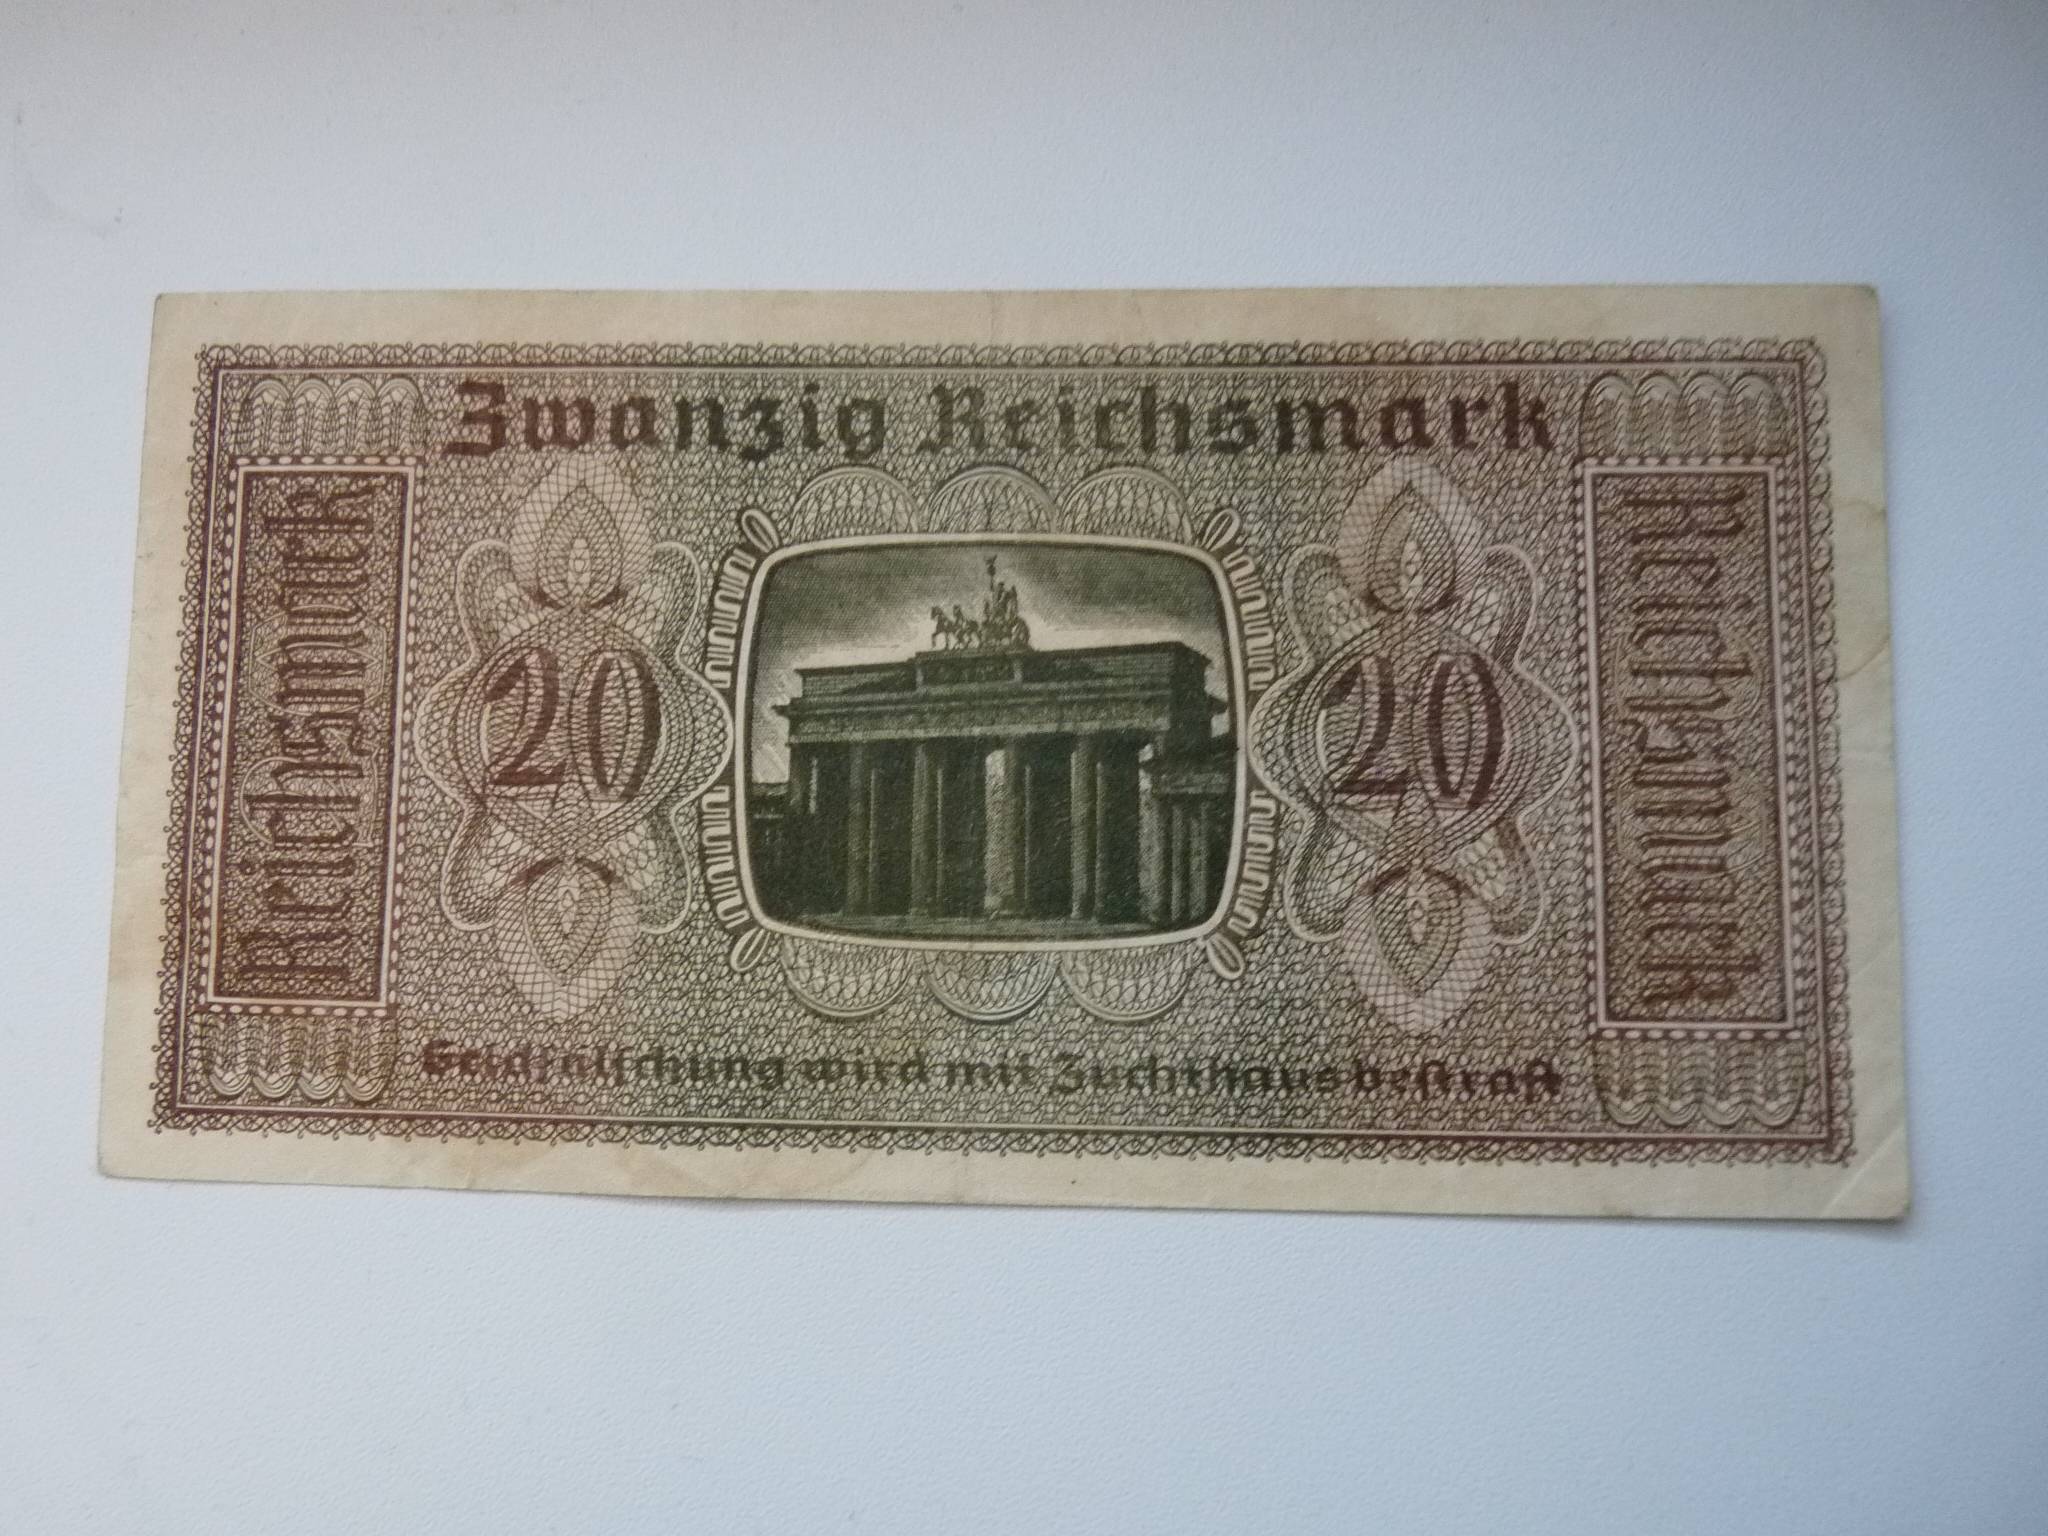 Zwanzig Reichsmark
Reichsmark
20
20
Reichsmark
Geldfälschung wird mit Zuchthaus bestraft